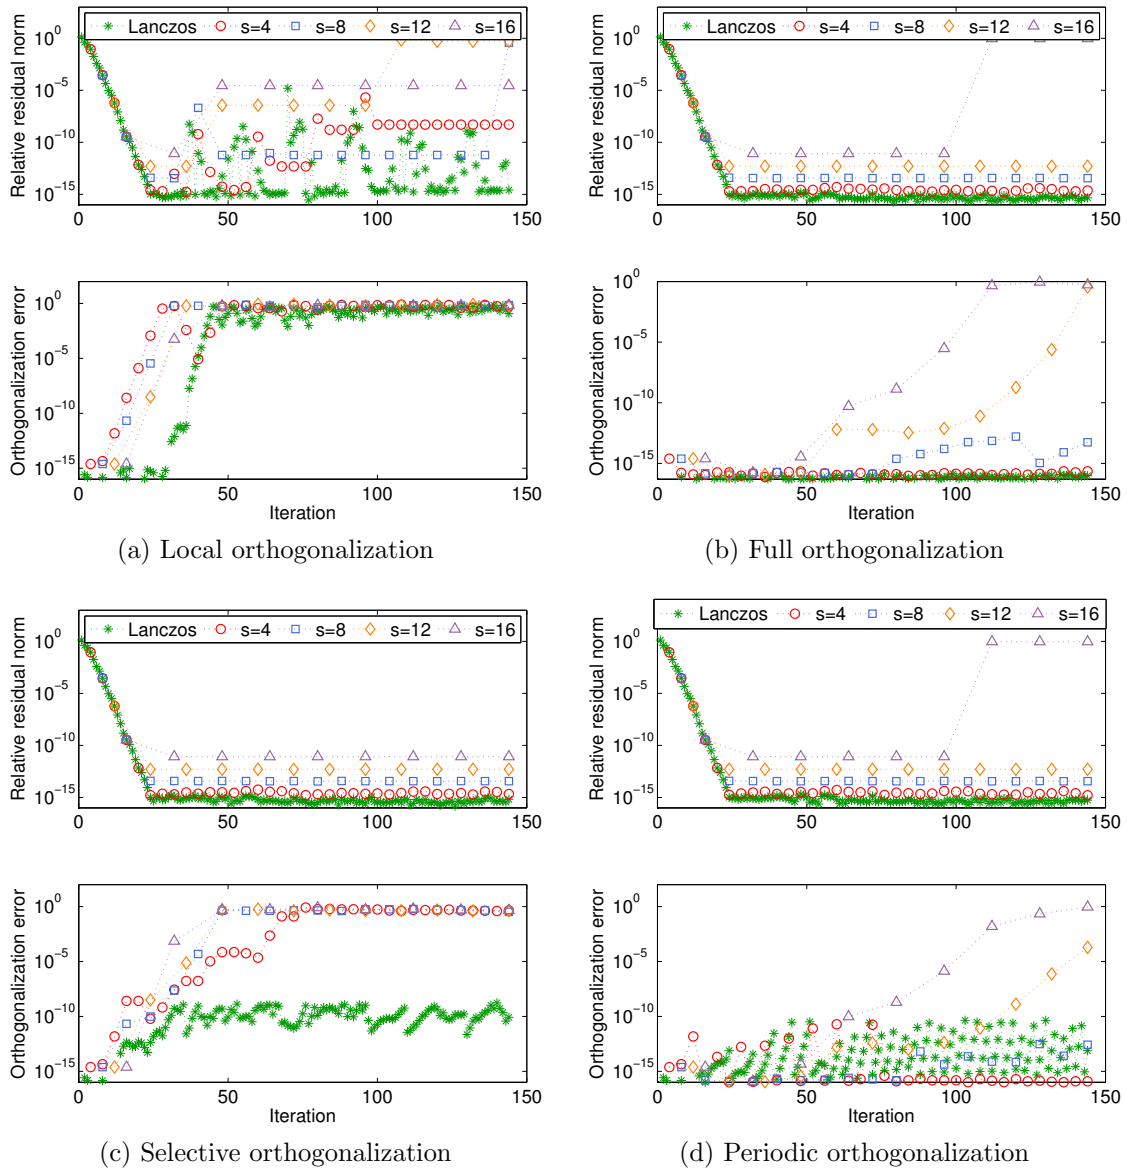 Lanczos s=4 s=8 s=12 s=16
Relative residual norm
10^0
10^-5
10^-10
10^-15
0 50 100 150
Orthogonalization error
10^0
10^-5
10^-10
10^-15
0 50 100 150
Iteration
(a) Local orthogonalization
Lanczos s=4 s=8 s=12 s=16
Relative residual norm
10^0
10^-5
10^-10
10^-15
0 50 100 150
Orthogonalization error
10^0
10^-5
10^-10
10^-15
0 50 100 150
Iteration
(b) Full orthogonalization
Lanczos s=4 s=8 s=12 s=16
Relative residual norm
10^0
10^-5
10^-10
10^-15
0 50 100 150
Orthogonalization error
10^0
10^-5
10^-10
10^-15
0 50 100 150
Iteration
(c) Selective orthogonalization
Lanczos s=4 s=8 s=12 s=16
Relative residual norm
10^0
10^-5
10^-10
10^-15
0 50 100 150
Orthogonalization error
10^0
10^-5
10^-10
10^-15
0 50 100 150
Iteration
(d) Periodic orthogonalization